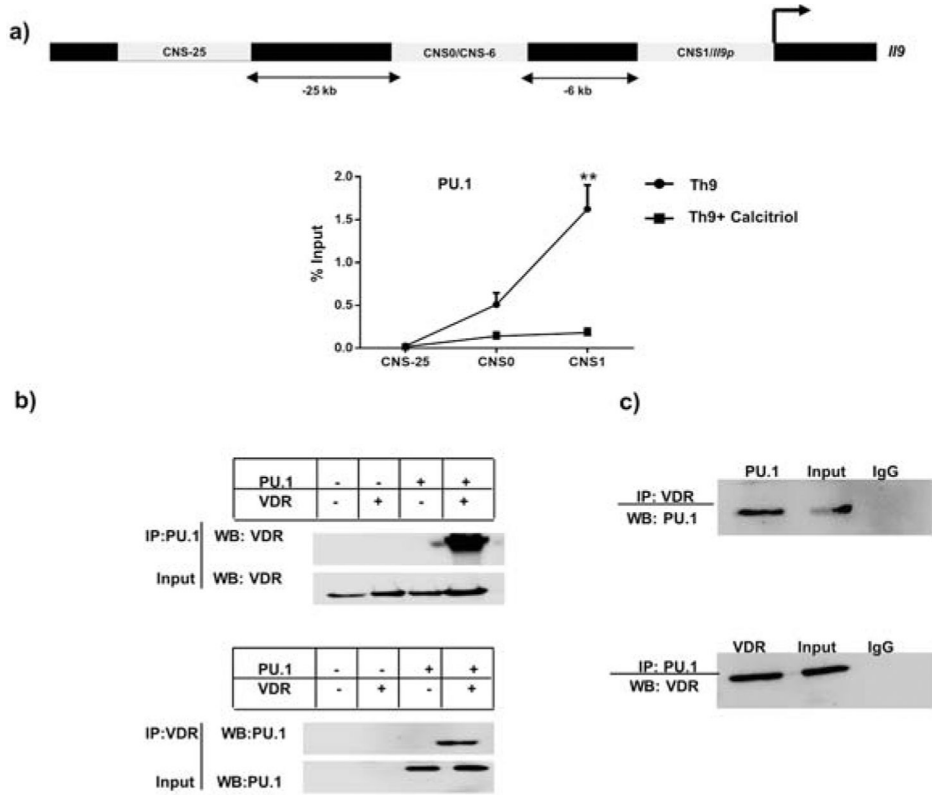 a)
CNS-25 CNS0/CNS-6 CNS1/Il9p Il9
-25 kb -6 kb
PU.1
2.0
1.5
1.0
0.5
0.0
% Input
**
CNS-25 CNS0 CNS1
Th9
Th9+ Calcitriol
b)
PU.1 - - + +
VDR - + - +
IP:PU.1 WB: VDR
Input WB: VDR
PU.1 - - + +
VDR - + - +
IP:VDR WB:PU.1
Input WB:PU.1
c)
PU.1 Input IgG
IP: VDR
WB: PU.1
VDR Input IgG
IP: PU.1
WB: VDR